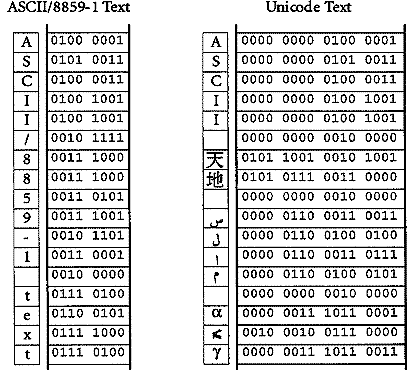 ASCII/8859-1 Text
A 0100 0001
S 0101 0011
C 0100 0011
I 0100 1001
I 0100 1001
/ 0010 1111
8 0011 1000
8 0011 1000
5 0011 0101
9 0011 1001
- 0010 1101
1 0011 0001
0010 0000
t 0111 0100
e 0110 0101
x 0111 1000
t 0111 0100
Unicode Text
A 0000 0000 0100 0001
S 0000 0000 0101 0011
C 0000 0000 0100 0011
I 0000 0000 0100 1001
I 0000 0000 0100 1001
0000 0000 0010 0000
天 0101 1001 0010 1001
地 0101 0111 0011 0000
0000 0000 0010 0000
س 0000 0110 0011 0011
ل 0000 0110 0100 0100
ا 0000 0110 0011 0111
م 0000 0110 0100 0101
0000 0000 0010 0000
α 0000 0011 1011 0001
≰ 0010 0010 0111 0000
γ 0000 0011 1011 0011